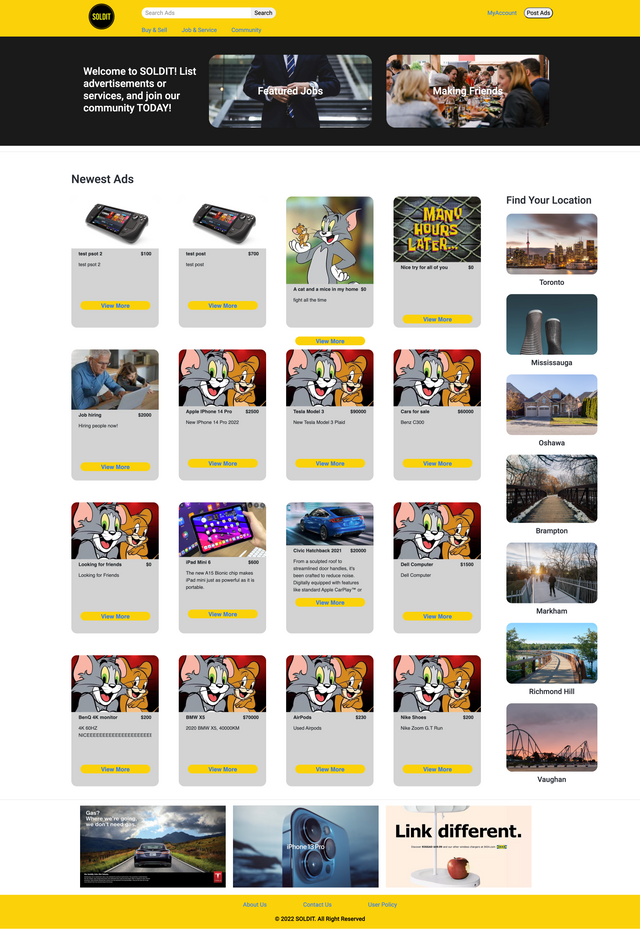 SOLDIT
Search Ads
Search
MyAccount
Post Ads
Buy & Sell
Job & Service
Community
Welcome to SOLDIT! List
advertisements or
services, and join our
community TODAY!
Featured Jobs
Making Friends
Newest Ads
Find Your Location
test psot 2 $100
test psot 2
View More
test post $700
test post
View More
A cat and a mice in my home $0
fight all the time
View More
MANY
HOURS
LATER...
Nice try for all of you $0
View More
Toronto
Mississauga
Job hiring $2000
Hiring people now!
View More
Apple IPhone 14 Pro $2500
New IPhone 14 Pro 2022
View More
Tesla Model 3 $90000
New Tesla Model 3 Paid
View More
Cars for sale $60000
Benz C300
View More
Oshawa
Brampton
Looking for friends $0
Looking for Friends
View More
iPad Mini 6 $600
The new A15 Bionic chip makes
iPad mini just as powerful as it is
portable.
View More
Civic Hatchback 2021 $20000
From a sculpted roof to
streamlined door handles, it's
been crafted to reduce noise.
Digitally equipped with features
like standard Apple CarPlay™ or
View More
Dell Computer $1500
Dell Computer
View More
Markham
Richmond Hill
BenQ 4K monitor $200
4K 60HZ
View More
BMW X5 $70000
2020 BMW X5, 40000KM
View More
AirPods $230
Used Airpods
View More
Nike Shoes $200
Nike Zoom G.T Run
View More
Vaughan
Gas?
Where we're going,
we don't need gas.
iPhone 13 Pro
Link different.
About Us
Contact Us
User Policy
© 2022 SOLDIT. All Right Reserved